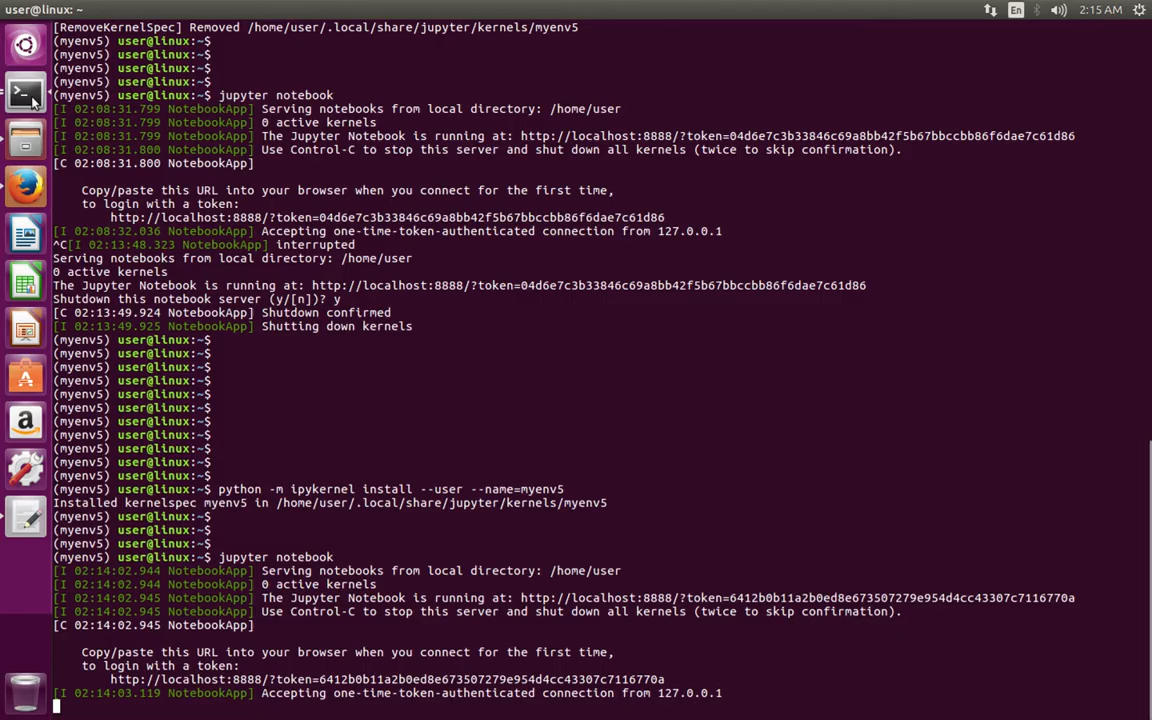 user@linux: ~
En
2:15 AM
[RemoveKernelSpec] Removed /home/user/.local/share/jupyter/kernels/myenv5
(myenv5) user@linux:~$
(myenv5) user@linux:~$
(myenv5) user@linux:~$
(myenv5) user@linux:~$
(myenv5) user@linux:~$ jupyter notebook
[I 02:08:31.799 NotebookApp] Serving notebooks from local directory: /home/user
[I 02:08:31.799 NotebookApp] 0 active kernels
[I 02:08:31.799 NotebookApp] The Jupyter Notebook is running at: http://localhost:8888/?token=04d6e7c3b33846c69a8bb42f5b67bbccbb86f6dae7c61d86
[I 02:08:31.800 NotebookApp] Use Control-C to stop this server and shut down all kernels (twice to skip confirmation).
[C 02:08:31.800 NotebookApp]
Copy/paste this URL into your browser when you connect for the first time,
to login with a token:
http://localhost:8888/?token=04d6e7c3b33846c69a8bb42f5b67bbccbb86f6dae7c61d86
[I 02:08:32.036 NotebookApp] Accepting one-time-token-authenticated connection from 127.0.0.1
^C[I 02:13:48.323 NotebookApp] interrupted
Serving notebooks from local directory: /home/user
0 active kernels
The Jupyter Notebook is running at: http://localhost:8888/?token=04d6e7c3b33846c69a8bb42f5b67bbccbb86f6dae7c61d86
Shutdown this notebook server (y/[n])? y
[C 02:13:49.924 NotebookApp] Shutdown confirmed
[I 02:13:49.925 NotebookApp] Shutting down kernels
(myenv5) user@linux:~$
(myenv5) user@linux:~$
(myenv5) user@linux:~$
(myenv5) user@linux:~$
(myenv5) user@linux:~$
(myenv5) user@linux:~$
(myenv5) user@linux:~$
(myenv5) user@linux:~$
(myenv5) user@linux:~$
(myenv5) user@linux:~$
(myenv5) user@linux:~$
(myenv5) user@linux:~$ python -m ipykernel install --user --name=myenv5
Installed kernelspec myenv5 in /home/user/.local/share/jupyter/kernels/myenv5
(myenv5) user@linux:~$
(myenv5) user@linux:~$
(myenv5) user@linux:~$
(myenv5) user@linux:~$ jupyter notebook
[I 02:14:02.944 NotebookApp] Serving notebooks from local directory: /home/user
[I 02:14:02.944 NotebookApp] 0 active kernels
[I 02:14:02.945 NotebookApp] The Jupyter Notebook is running at: http://localhost:8888/?token=6412b0b11a2b0ed8e673507279e954d4cc43307c7116770a
[I 02:14:02.945 NotebookApp] Use Control-C to stop this server and shut down all kernels (twice to skip confirmation).
[C 02:14:02.945 NotebookApp]
Copy/paste this URL into your browser when you connect for the first time,
to login with a token:
http://localhost:8888/?token=6412b0b11a2b0ed8e673507279e954d4cc43307c7116770a
[I 02:14:03.119 NotebookApp] Accepting one-time-token-authenticated connection from 127.0.0.1